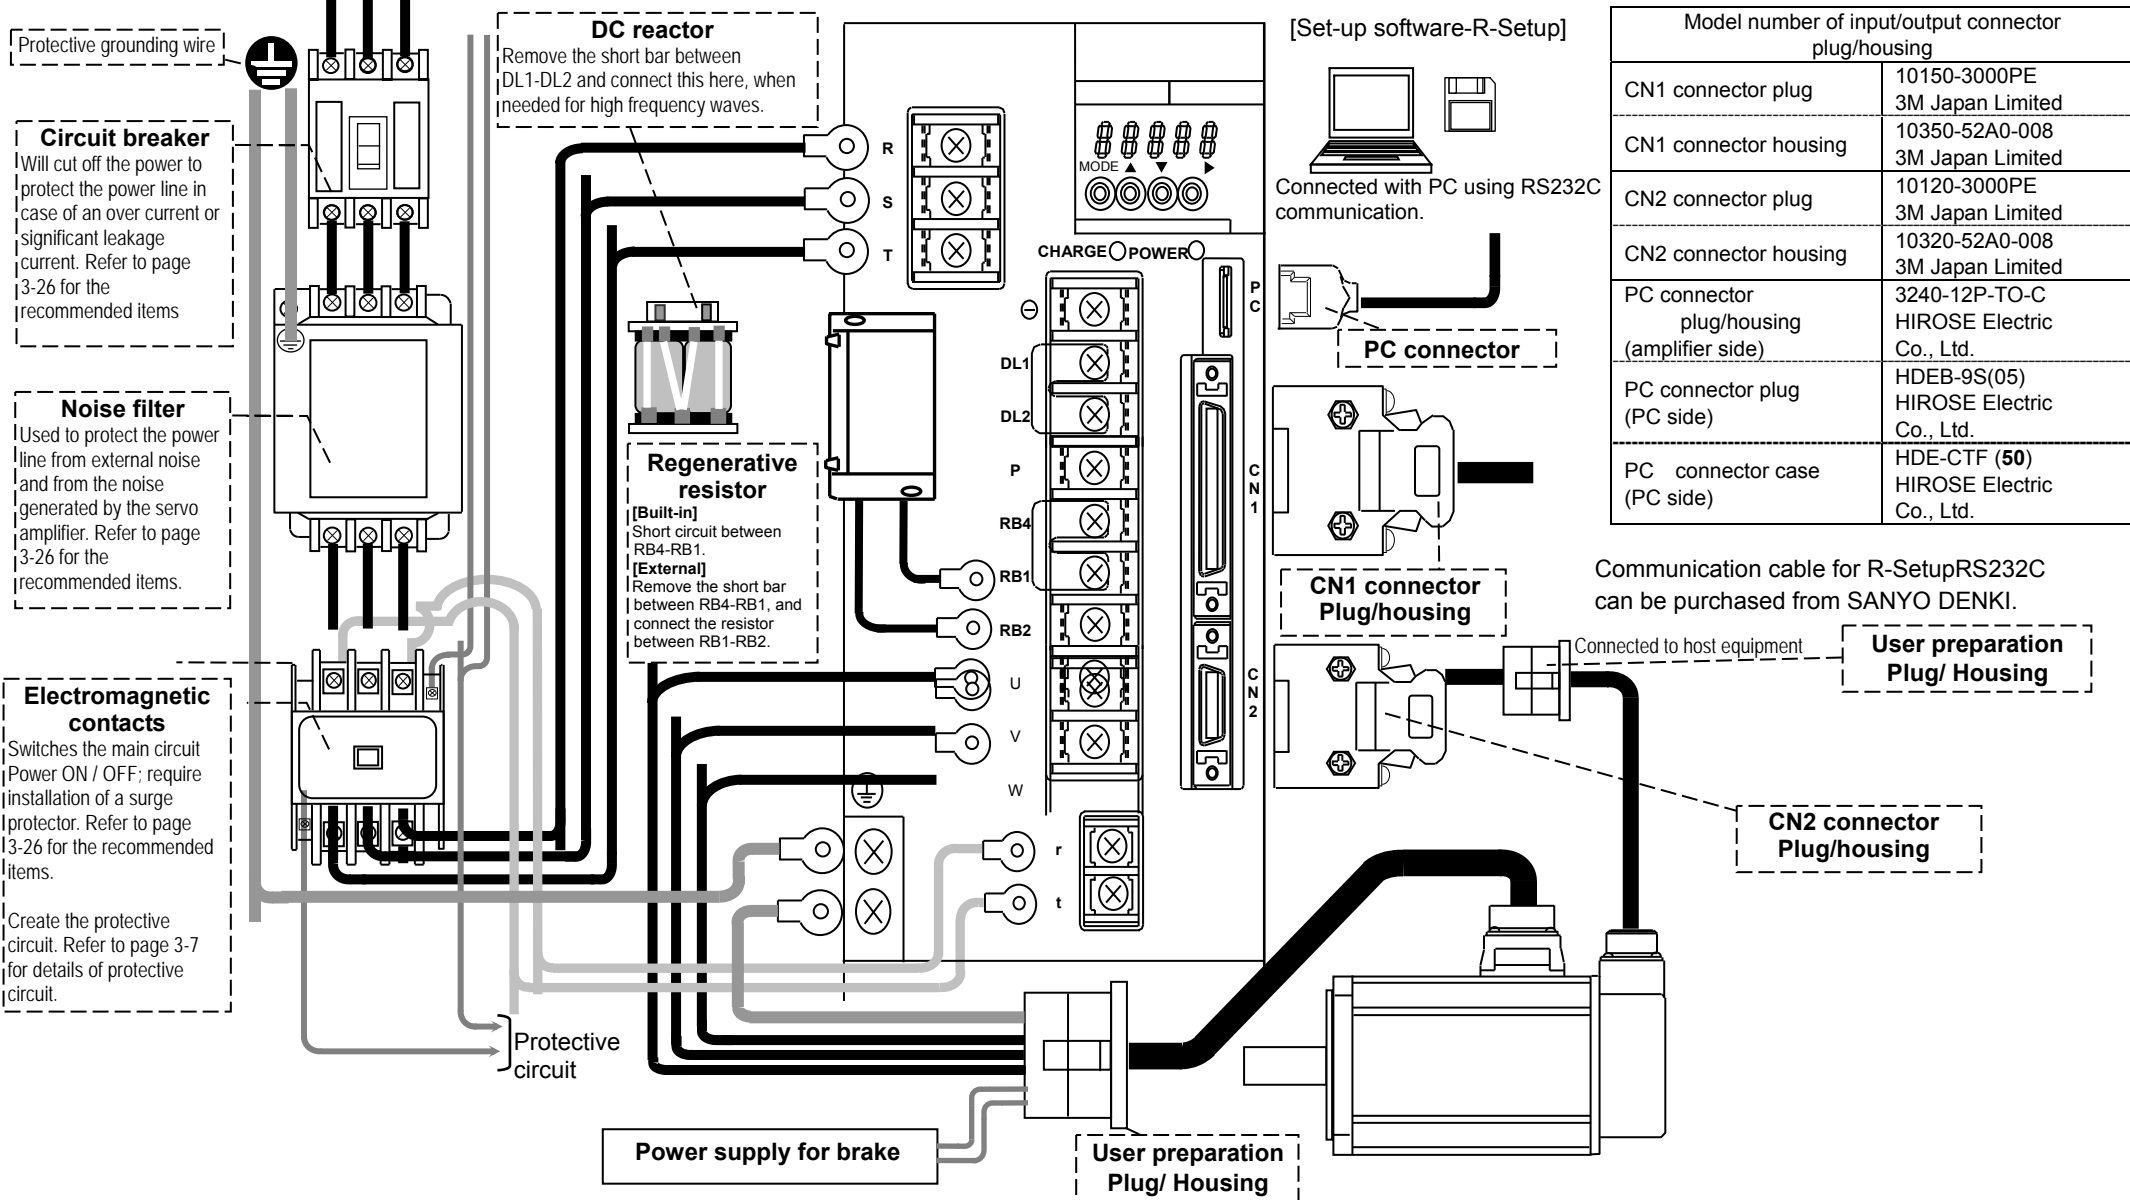 Protective grounding wire
Circuit breaker
Will cut off the power to
protect the power line in
case of an over current or
significant leakage
current. Refer to page
3-26 for the
recommended items
Noise filter
Used to protect the power
line from external noise
and from the noise
generated by the servo
amplifier. Refer to page
3-26 for the
recommended items.
Electromagnetic
contacts
Switches the main circuit
Power ON / OFF; require
installation of a surge
protector. Refer to page
3-26 for the recommended
items.
Create the protective
circuit. Refer to page 3-7
for details of protective
circuit.
DC reactor
Remove the short bar between
DL1-DL2 and connect this here, when
needed for high frequency waves.
Regenerative
resistor
[Built-in]
Short circuit between
RB4-RB1.
[External]
Remove the short bar
between RB4-RB1, and
connect the resistor
between RB1-RB2.
Protective
circuit
Power supply for brake
R
S
T
MODE ▲ ▼ ▶
CHARGE POWER
⊖
DL1
DL2
P
RB4
RB1
RB2
U
V
W
r
t
PC
CN1
CN2
[Set-up software-R-Setup]
Connected with PC using RS232C
communication.
PC connector
CN1 connector
Plug/housing
Connected to host equipment
User preparation
Plug/ Housing
CN2 connector
Plug/housing
User preparation
Plug/ Housing
Model number of input/output connector
plug/housing
CN1 connector plug
10150-3000PE
3M Japan Limited
CN1 connector housing
10350-52A0-008
3M Japan Limited
CN2 connector plug
10120-3000PE
3M Japan Limited
CN2 connector housing
10320-52A0-008
3M Japan Limited
PC connector
plug/housing
(amplifier side)
3240-12P-TO-C
HIROSE Electric
Co., Ltd.
PC connector plug
(PC side)
HDEB-9S(05)
HIROSE Electric
Co., Ltd.
PC connector case
(PC side)
HDE-CTF (50)
HIROSE Electric
Co., Ltd.
Communication cable for R-SetupRS232C
can be purchased from SANYO DENKI.